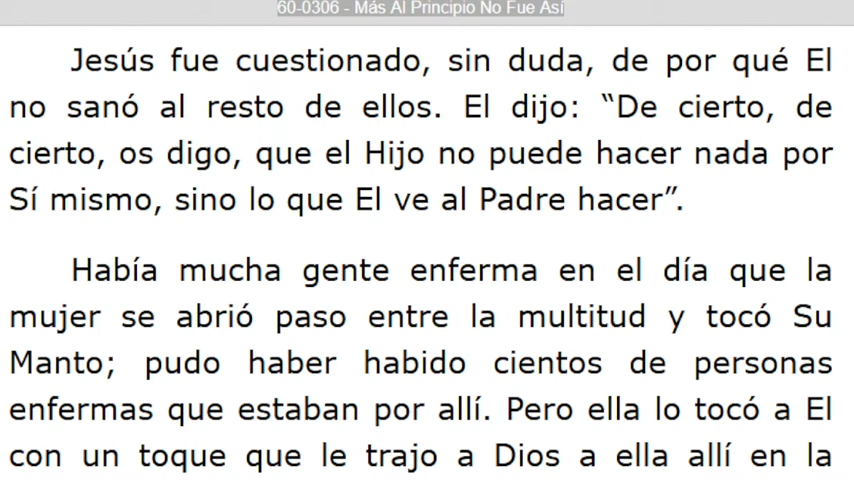 60-0306 - Más Al Principio No Fue Así
Jesús fue cuestionado, sin duda, de por qué El
no sanó al resto de ellos. El dijo: “De cierto, de
cierto, os digo, que el Hijo no puede hacer nada por
Sí mismo, sino lo que El ve al Padre hacer”.
Había mucha gente enferma en el día que la
mujer se abrió paso entre la multitud y tocó Su
Manto; pudo haber habido cientos de personas
enfermas que estaban por allí. Pero ella lo tocó a El
con un toque que le trajo a Dios a ella allí en la